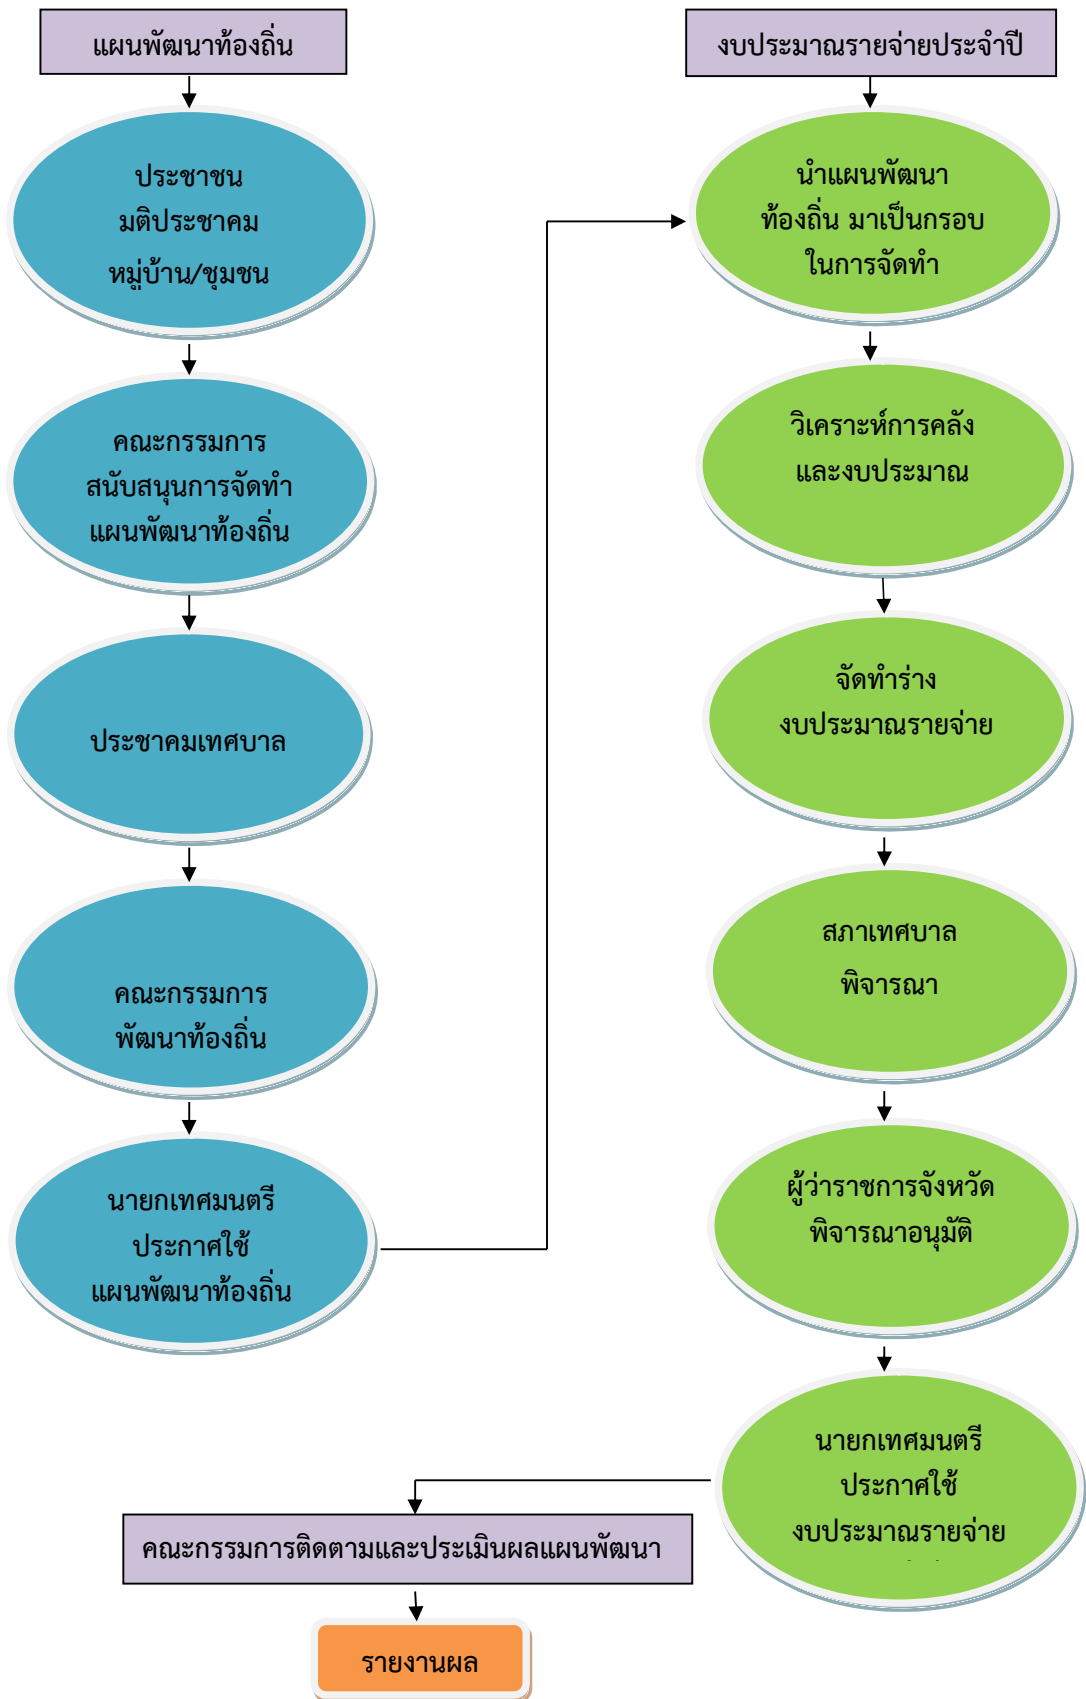 แผนพัฒนาท้องถิ่น
ประชาชน
มติประชาคม
หมู่บ้าน/ชุมชน
คณะกรรมการ
สนับสนุนการจัดทำ
แผนพัฒนาท้องถิ่น
ประชาคมเทศบาล
คณะกรรมการ
พัฒนาท้องถิ่น
นายกเทศมนตรี
ประกาศใช้
แผนพัฒนาท้องถิ่น
งบประมาณรายจ่ายประจำปี
นำแผนพัฒนา
ท้องถิ่น มาเป็นกรอบ
ในการจัดทำ
วิเคราะห์การคลัง
และงบประมาณ
จัดทำร่าง
งบประมาณรายจ่าย
สภาเทศบาล
พิจารณา
ผู้ว่าราชการจังหวัด
พิจารณาอนุมัติ
นายกเทศมนตรี
ประกาศใช้
งบประมาณรายจ่าย
คณะกรรมการติดตามและประเมินผลแผนพัฒนา
รายงานผล